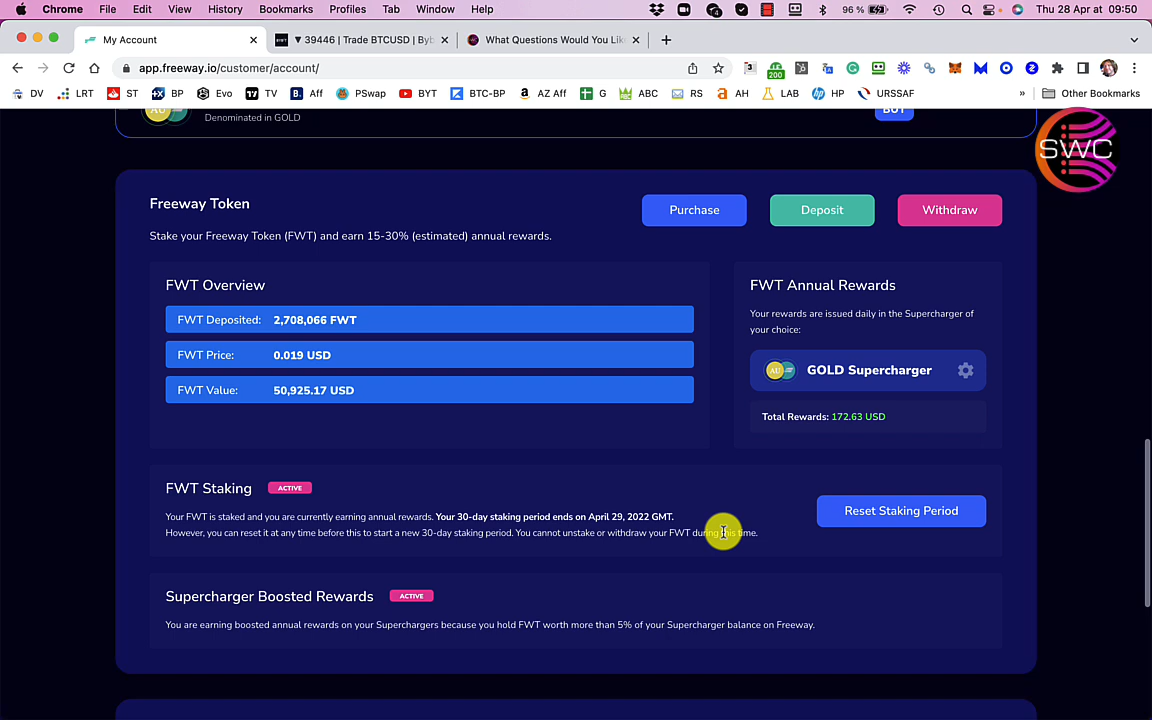 Chrome File Edit View History Bookmarks Profiles Tab Window Help 4 96 % Thu 28 Apr at 09:50
My Account ▼ 39446 | Trade BTCUSD | Byb What Questions Would You Like
app.freeway.io/customer/account/ 200
DV LRT ST BP Evo TV Aff PSwap BYT BTC-BP AZ Aff G ABC RS AH LAB HP URSSAF » Other Bookmarks
AU Denominated in GOLD BUY
SWC
Freeway Token Purchase Deposit Withdraw
Stake your Freeway Token (FWT) and earn 15-30% (estimated) annual rewards.
FWT Overview
FWT Deposited: 2,708,066 FWT
FWT Price: 0.019 USD
FWT Value: 50,925.17 USD
FWT Annual Rewards
Your rewards are issued daily in the Supercharger of
your choice:
AU GOLD Supercharger
Total Rewards: 172.63 USD
FWT Staking ACTIVE
Your FWT is staked and you are currently earning annual rewards. Your 30-day staking period ends on April 29, 2022 GMT.
However, you can reset it at any time before this to start a new 30-day staking period. You cannot unstake or withdraw your FWT during this time.
Reset Staking Period
Supercharger Boosted Rewards ACTIVE
You are earning boosted annual rewards on your Superchargers because you hold FWT worth more than 5% of your Supercharger balance on Freeway.